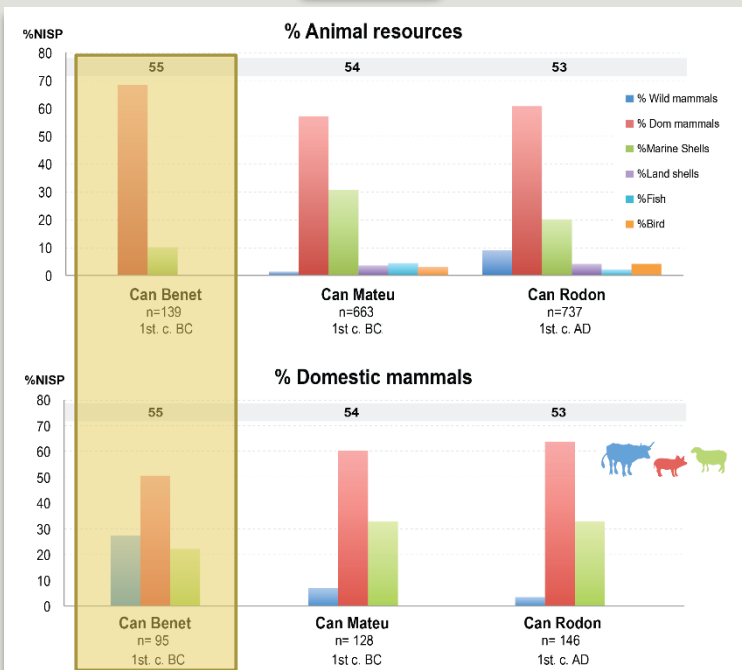 % Animal resources
%NISP
80
55 54 53
70
60
50
40
30
20
10
0
% Wild mammals
% Dom mammals
%Marine Shells
%Land shells
%Fish
%Bird
Can Benet Can Mateu Can Rodon
n=139 n=663 n=737
1st. c. BC 1st c. BC 1st. c. AD
% Domestic mammals
%NISP
80
55 54 53
70
60
50
40
30
20
10
0
Can Benet Can Mateu Can Rodon
n= 95 n= 128 n= 146
1st. c. BC 1st c. BC 1st. c. AD